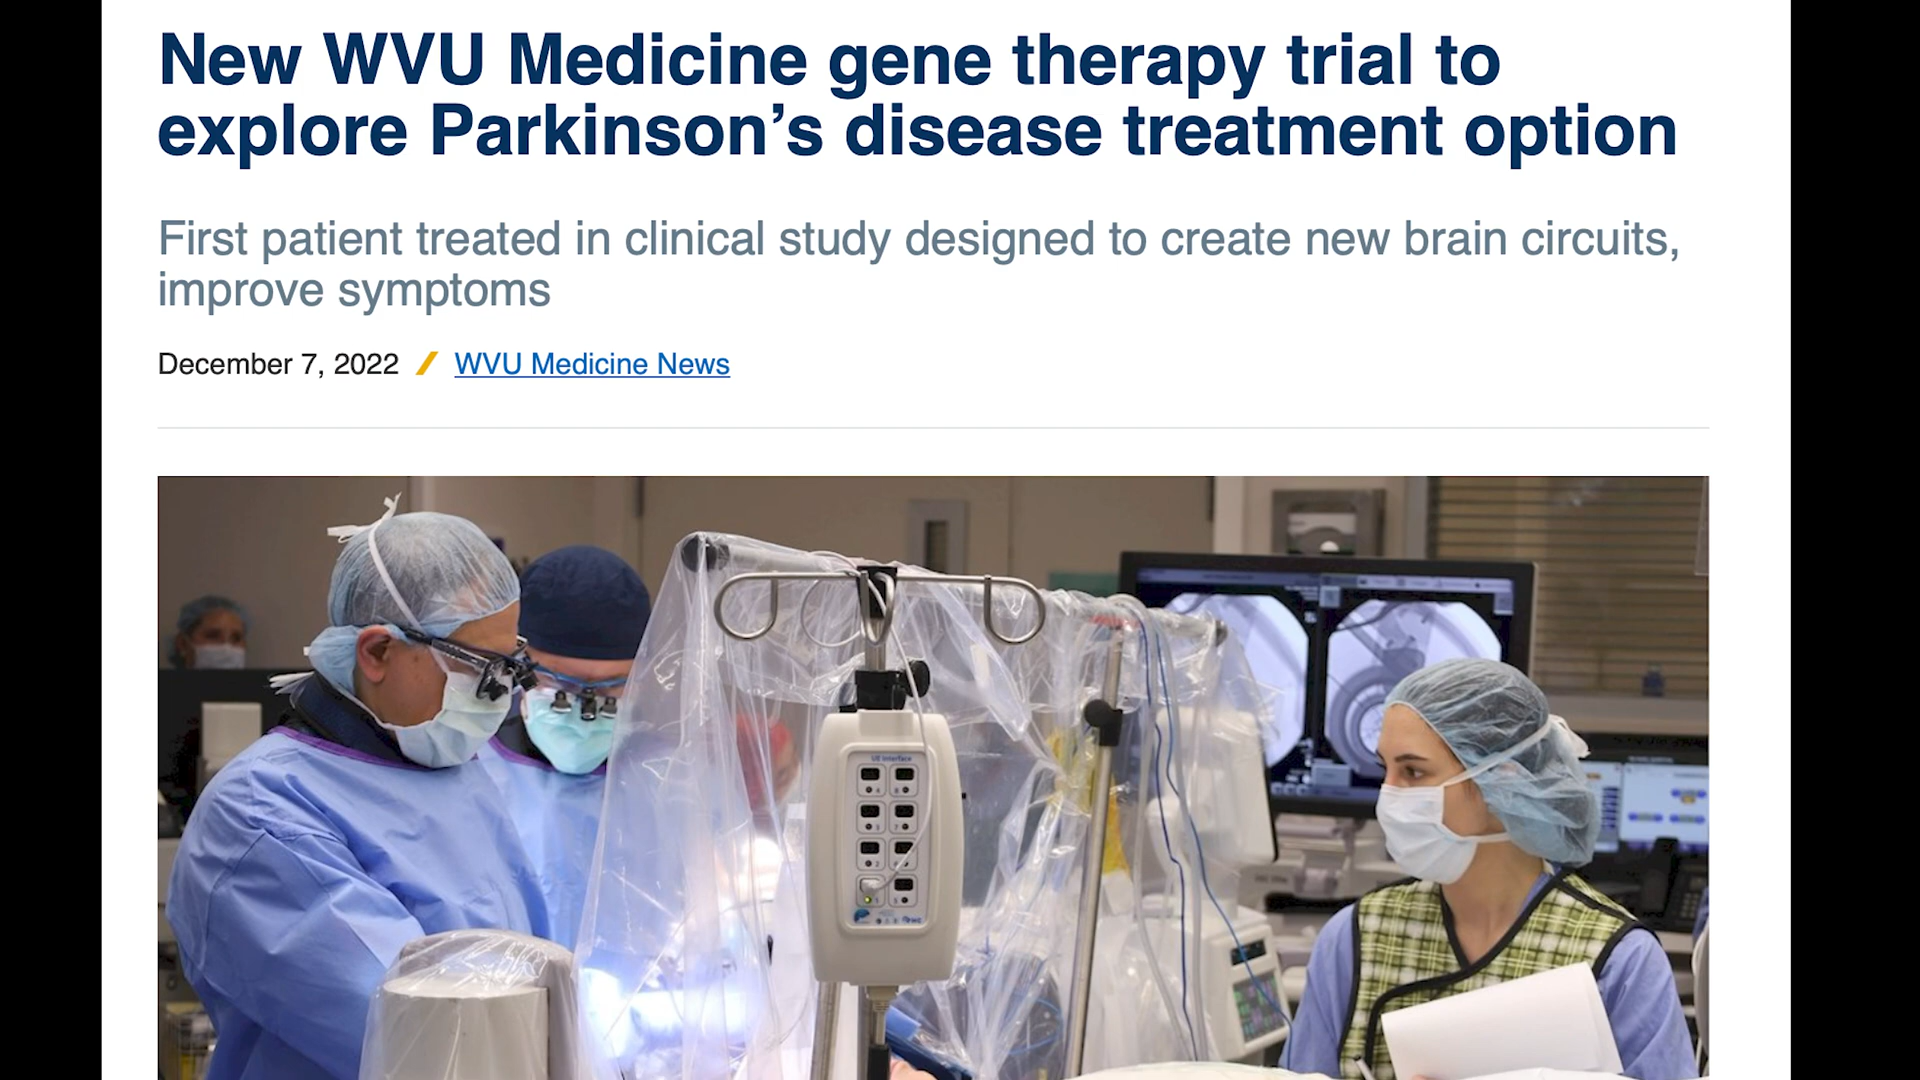 New WVU Medicine gene therapy trial to
explore Parkinson’s disease treatment option
First patient treated in clinical study designed to create new brain circuits,
improve symptoms
December 7, 2022 / WVU Medicine News